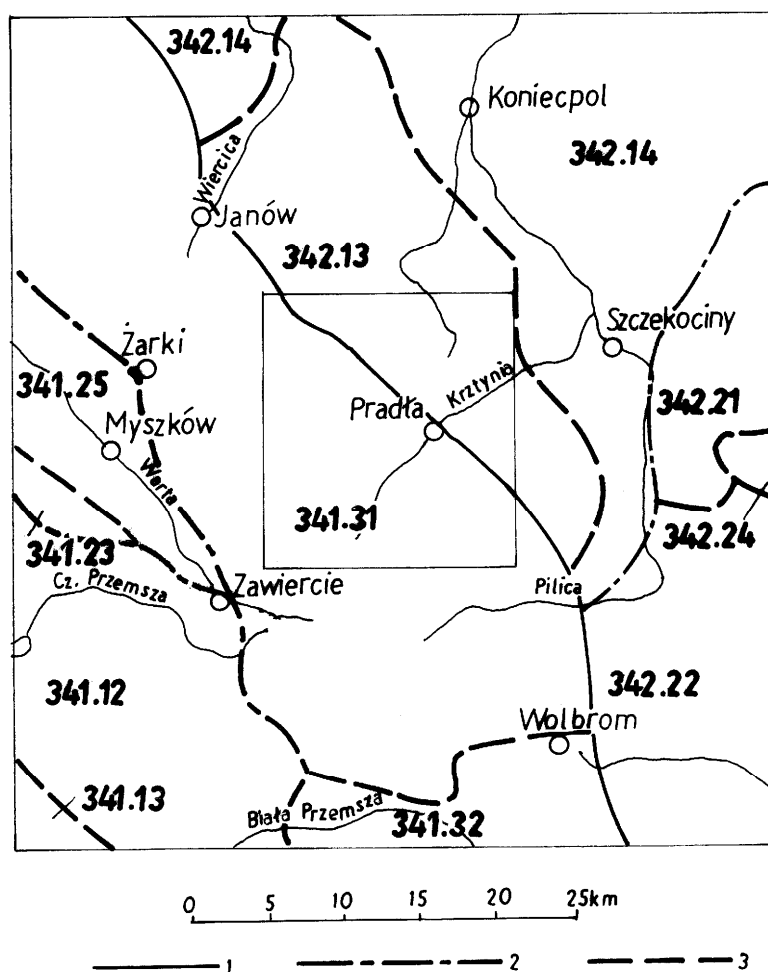 342.14
Koniecpol
342.14
Wiercica
Janów
342.13
Szczekociny
Żarki
341.25
Krztynia
Pradła
342.21
Myszków
Warta
341.31
342.24
341.23
Cz. Przemsza
Zawiercie
Pilica
341.12
342.22
Wolbrom
341.13
Biała Przemsza
341.32
0 5 10 15 20 25km
1 2 3